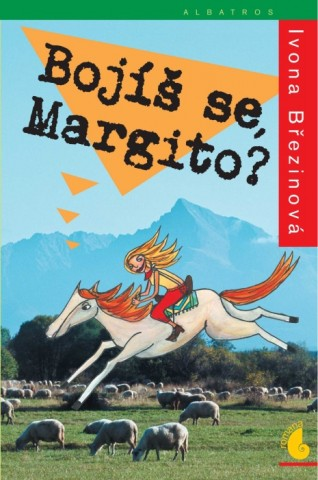 ALBATROS
Bojíš se,
Margito?
Ivona Březinová